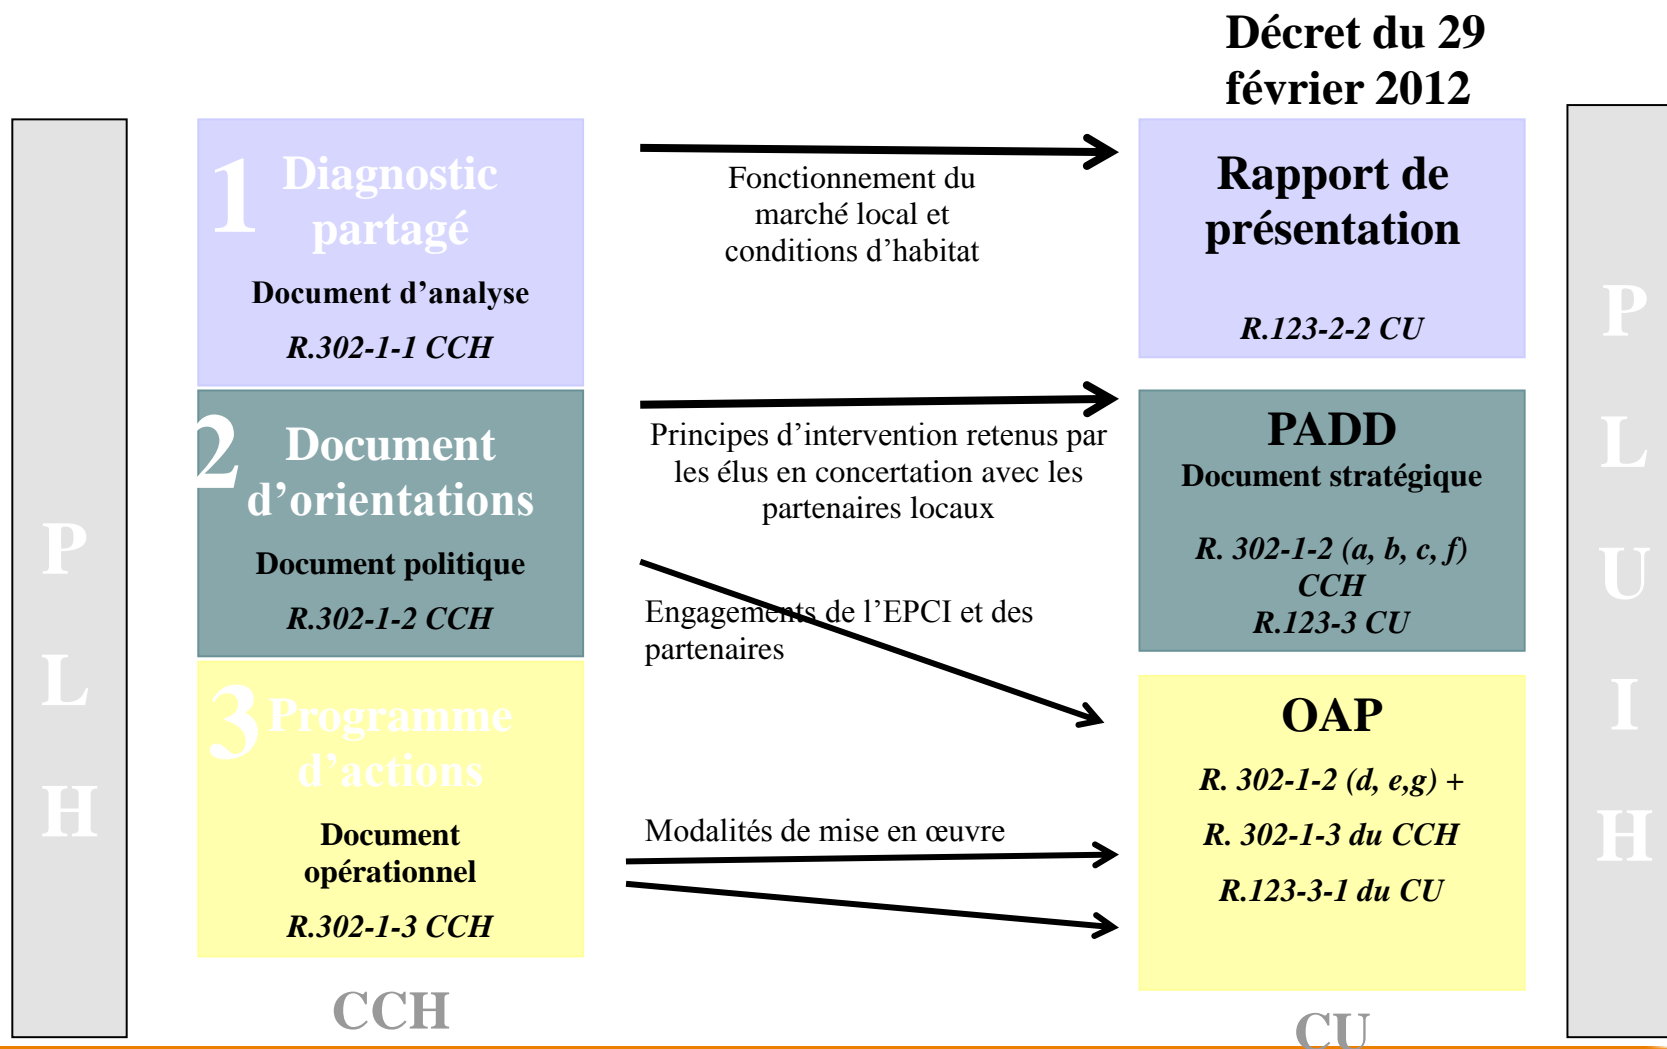 Décret du 29
février 2012
P
L
H
1
Diagnostic
partagé
Document d’analyse
R.302-1-1 CCH
2
Document
d’orientations
Document politique
R.302-1-2 CCH
3
Programme
d’actions
Document
opérationnel
R.302-1-3 CCH
CCH
Fonctionnement du
marché local et
conditions d’habitat
Principes d’intervention retenus par
les élus en concertation avec les
partenaires locaux
Engagements de l’EPCI et des
partenaires
Modalités de mise en œuvre
Rapport de
présentation
R.123-2-2 CU
PADD
Document stratégique
R. 302-1-2 (a, b, c, f)
CCH
R.123-3 CU
OAP
R. 302-1-2 (d, e,g) +
R. 302-1-3 du CCH
R.123-3-1 du CU
CU
P
L
U
I
H